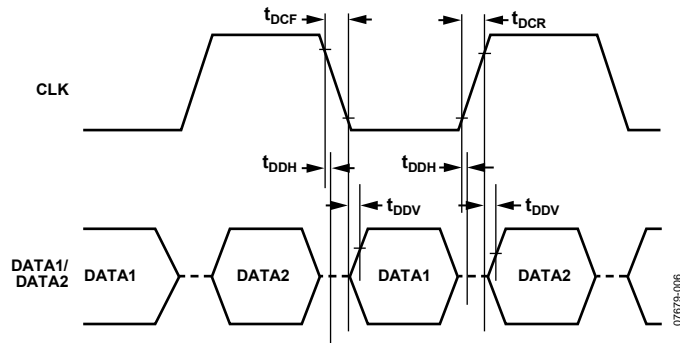 tDCF
tDCR
CLK
tDDH
tDDH
tDDV
tDDV
DATA1/
DATA2
DATA1
DATA2
DATA1
DATA2
07679-006